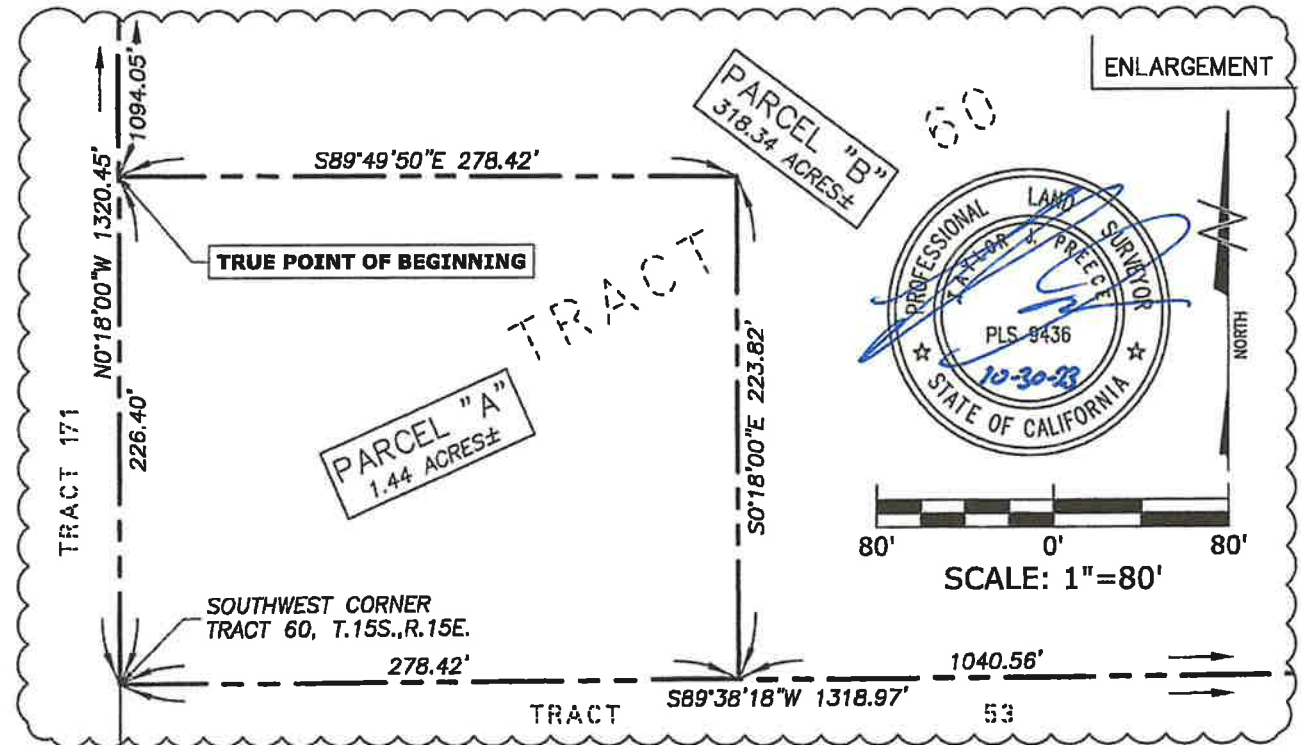 ENLARGEMENT
1094.05'
N0°18'00"W 1320.45'
S89°49'50"E 278.42'
PARCEL "B"
318.34 ACRES±
60
TRUE POINT OF BEGINNING
TRACT
PROFESSIONAL LAND SURVEYOR
TAYLOR J. PREECE
PLS 9436
10-30-23
STATE OF CALIFORNIA
NORTH
226.40'
PARCEL "A"
1.44 ACRES±
S0°18'00"E 223.82'
TRACT 171
80' 0' 80'
SCALE: 1"=80'
SOUTHWEST CORNER
TRACT 60, T.15S.,R.15E.
278.42'
1040.56'
S89°38'18"W 1318.97'
TRACT 53